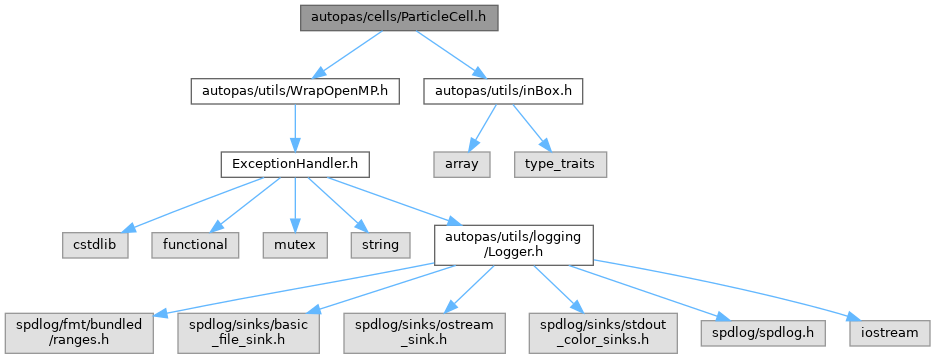 autopas/cells/ParticleCell.h
autopas/utils/WrapOpenMP.h
autopas/utils/inBox.h
ExceptionHandler.h
array
type_traits
cstdlib
functional
mutex
string
autopas/utils/logging
/Logger.h
spdlog/fmt/bundled
/ranges.h
spdlog/sinks/basic
_file_sink.h
spdlog/sinks/ostream
_sink.h
spdlog/sinks/stdout
_color_sinks.h
spdlog/spdlog.h
iostream